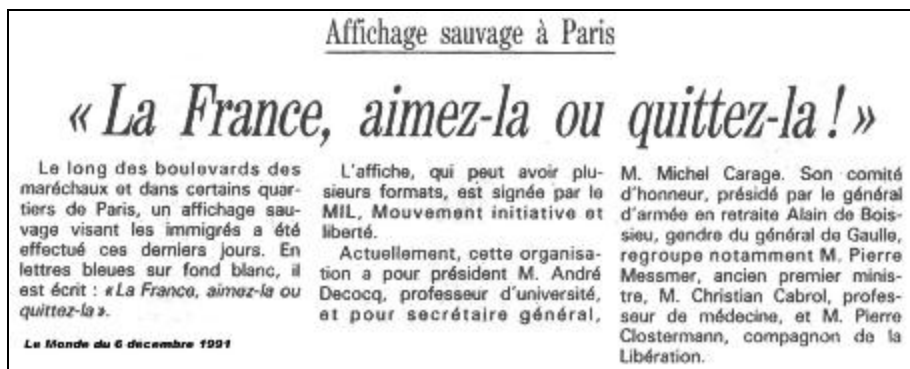 Affichage sauvage à Paris
« La France, aimez-la ou quittez-la ! »
Le long des boulevards des
maréchaux et dans certains quar-
tiers de Paris, un affichage sau-
vage visant les immigrés a été
effectué ces derniers jours. En
lettres bleues sur fond blanc, il
est écrit : «La France, aimez-la ou
quittez-la ».
Le Monde du 6 decembre 1991
L'affiche, qui peut avoir plu-
sieurs formats, est signée par le
MIL, Mouvement initiative et
liberté.
Actuellement, cette organisa-
tion a pour président M. André
Decocq, professeur d'université,
et pour secrétaire général,
M. Michel Carage. Son comité
d'honneur, présidé par le général
d'armée en retraite Alain de Bois-
sieu, gendre du général de Gaulle,
regroupe notamment M. Pierre
Messmer, ancien premier minis-
tre, M. Christian Cabrol, profes-
seur de médecine, et M. Pierre
Clostermann, compagnon de la
Libération.